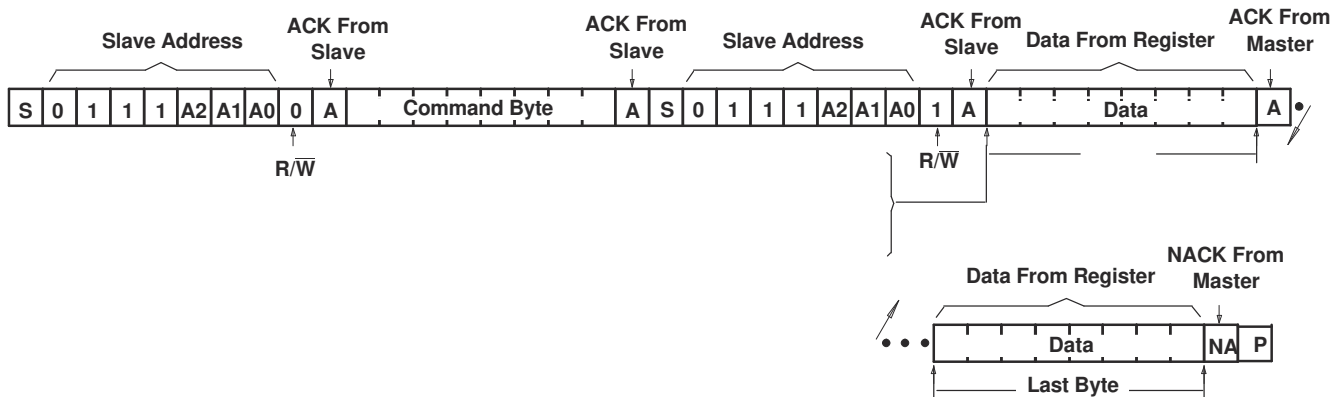 Slave Address
ACK From
Slave
ACK From
Slave
Slave Address
ACK From
Slave
Data From Register
ACK From
Master
S 0 1 1 1 A2 A1 A0 0 A Command Byte A S 0 1 1 1 A2 A1 A0 1 A Data A
R/W̅
R/W̅
Data From Register
NACK From
Master
Data NA P
Last Byte